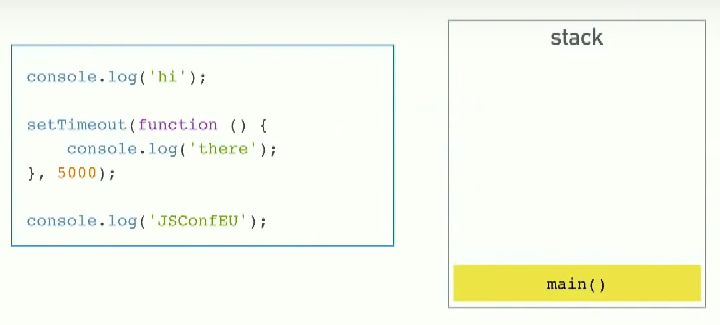 console.log('hi');
setTimeout(function () {
    console.log('there');
}, 5000);
console.log('JSConfEU');
stack
main()